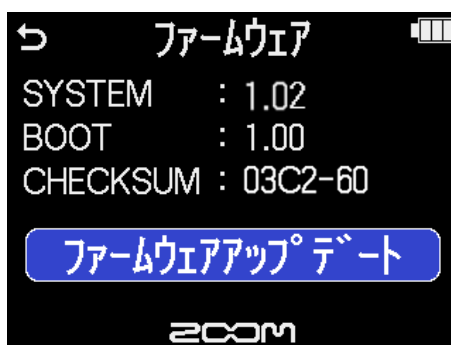 ファームウェア
SYSTEM : 1.02
BOOT : 1.00
CHECKSUM : 03C2-60
ファームウェアアップデート
ZOOM